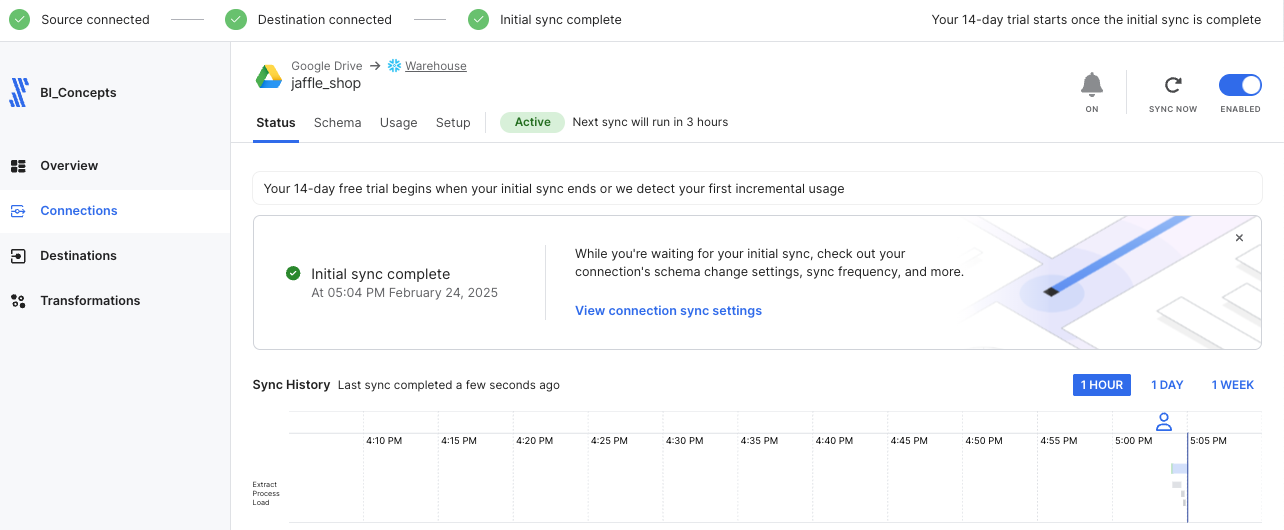 Source connected
Destination connected
Initial sync complete
Your 14-day trial starts once the initial sync is complete
BI_Concepts
Overview
Connections
Destinations
Transformations
Google Drive → Warehouse
jaffle_shop
ON
SYNC NOW
ENABLED
Status Schema Usage Setup Active Next sync will run in 3 hours
Your 14-day free trial begins when your initial sync ends or we detect your first incremental usage
Initial sync complete
At 05:04 PM February 24, 2025
While you're waiting for your initial sync, check out your
connection's schema change settings, sync frequency, and more.
View connection sync settings
Sync History Last sync completed a few seconds ago
1 HOUR 1 DAY 1 WEEK
4:10 PM 4:15 PM 4:20 PM 4:25 PM 4:30 PM 4:35 PM 4:40 PM 4:45 PM 4:50 PM 4:55 PM 5:00 PM 5:05 PM
Extract
Process
Load